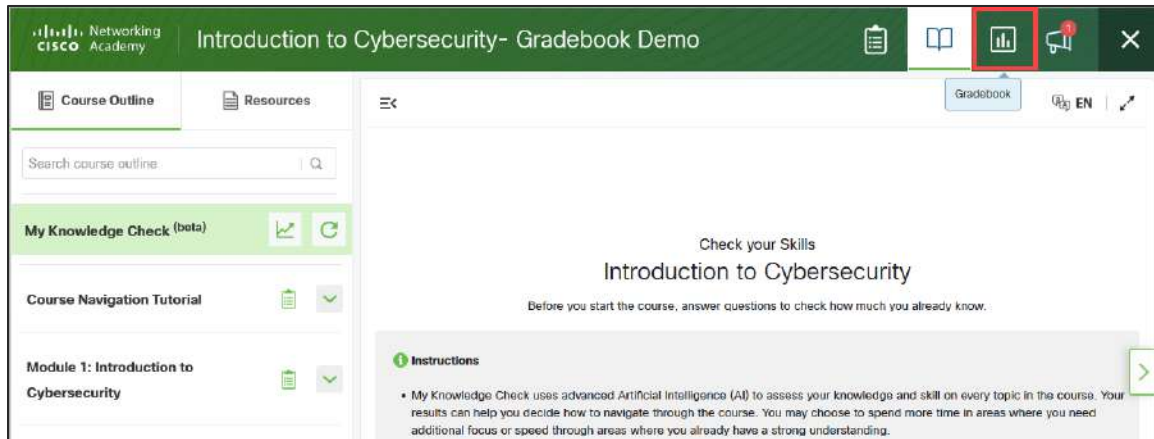 Networking
CISCO Academy
Introduction to Cybersecurity- Gradebook Demo
1
Course Outline
Resources
Gradebook
EN
Search course outline
My Knowledge Check (beta)
Check your Skills
Introduction to Cybersecurity
Before you start the course, answer questions to check how much you already know.
Course Navigation Tutorial
Module 1: Introduction to
Cybersecurity
Instructions
• My Knowledge Check uses advanced Artificial Intelligence (AI) to assess your knowledge and skill on every topic in the course. Your
results can help you decide how to navigate through the course. You may choose to spend more time in areas where you need
additional focus or speed through areas where you already have a strong understanding.